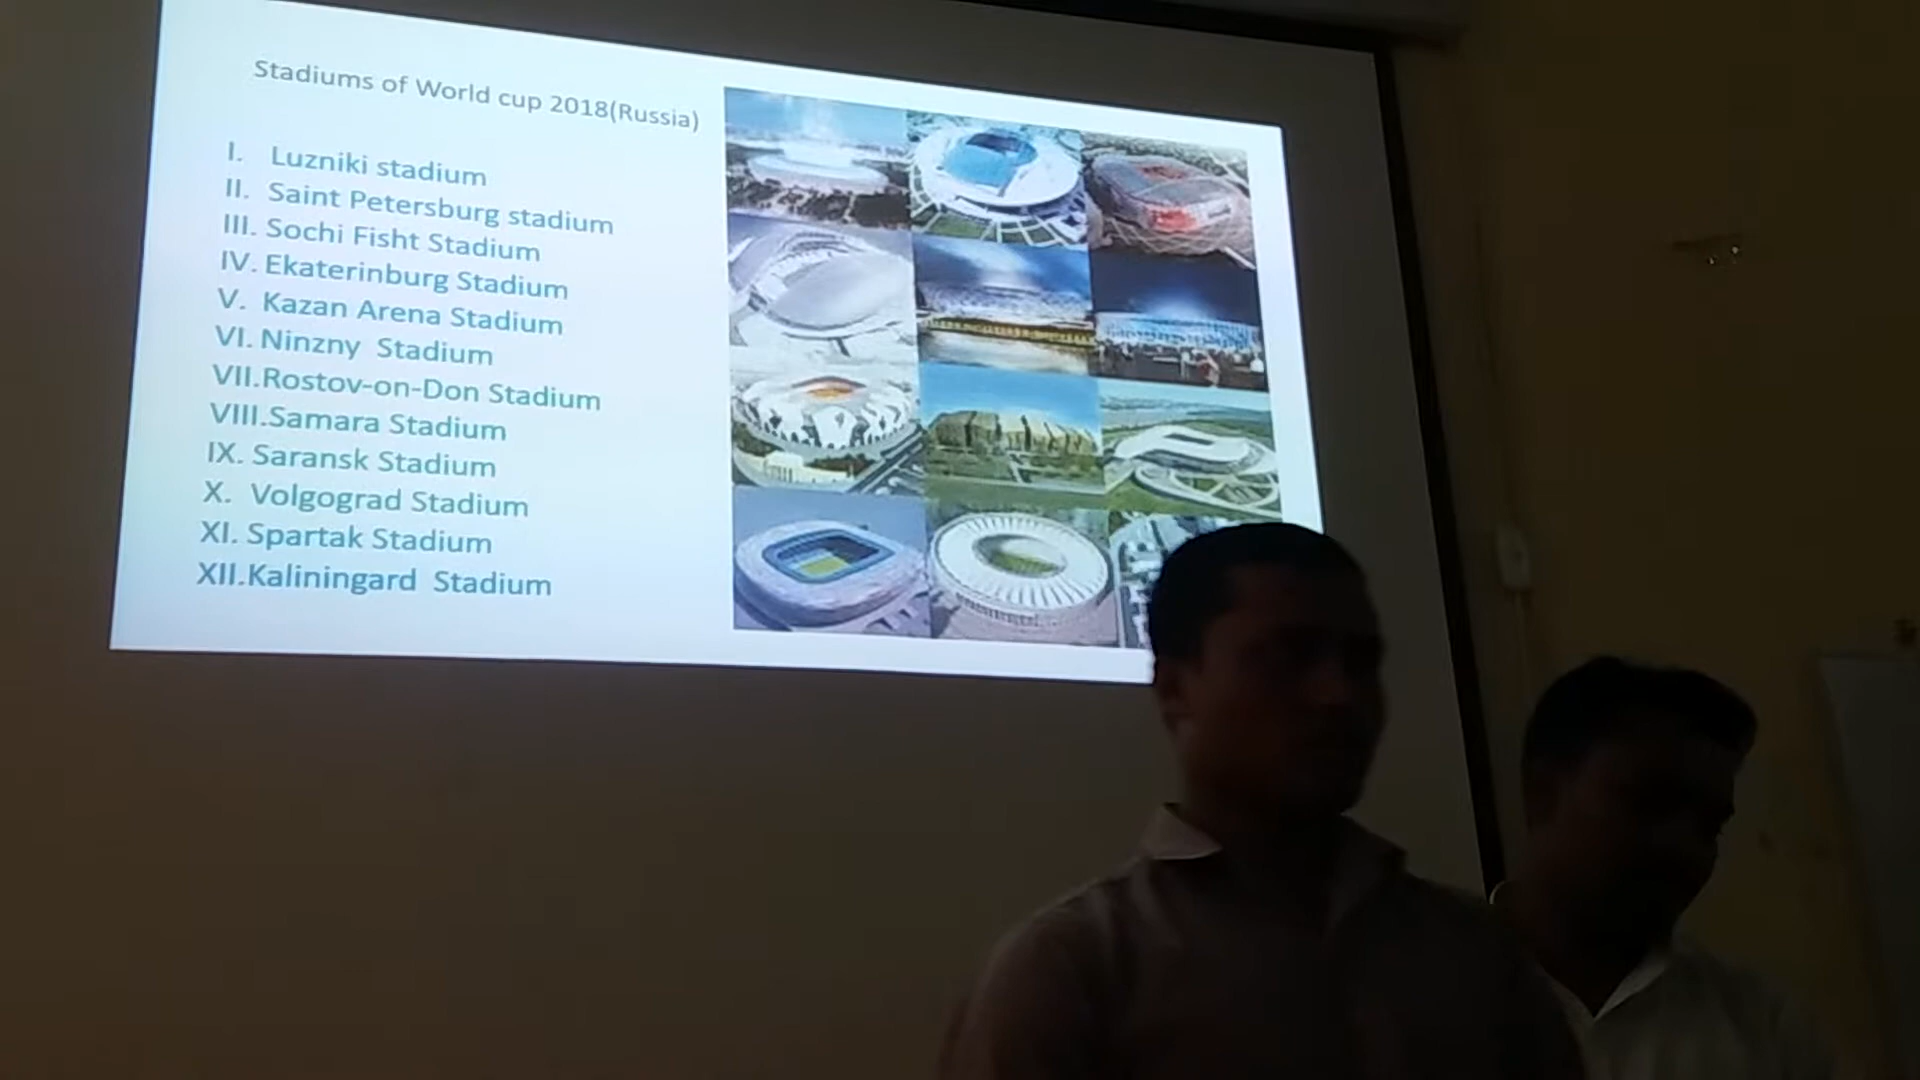 Stadiums of World cup 2018(Russia)
I. Luzniki stadium
II. Saint Petersburg stadium
III. Sochi Fisht Stadium
IV. Ekaterinburg Stadium
V. Kazan Arena Stadium
VI. Ninzny Stadium
VII.Rostov-on-Don Stadium
VIII.Samara Stadium
IX. Saransk Stadium
X. Volgograd Stadium
XI. Spartak Stadium
XII.Kaliningard Stadium